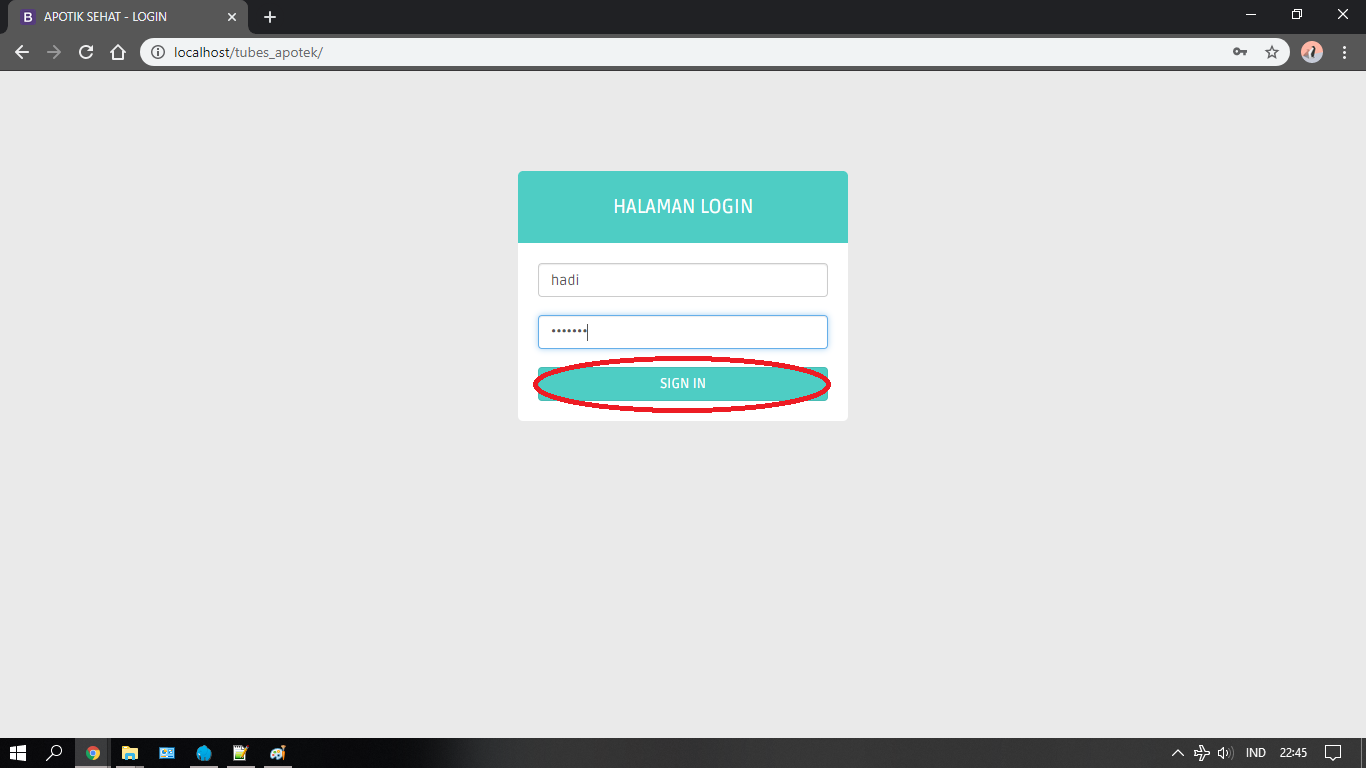 B APOTIK SEHAT - LOGIN
localhost/tubes_apotek/
HALAMAN LOGIN
hadi
•••••••
SIGN IN
IND 22:45